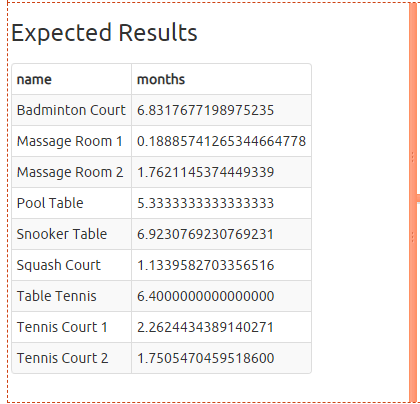 Expected Results
name months
Badminton Court 6.8317677198975235
Massage Room 1 0.18885741265344664778
Massage Room 2 1.7621145374449339
Pool Table 5.3333333333333333
Snooker Table 6.9230769230769231
Squash Court 1.1339582703356516
Table Tennis 6.4000000000000000
Tennis Court 1 2.2624434389140271
Tennis Court 2 1.7505470459518600